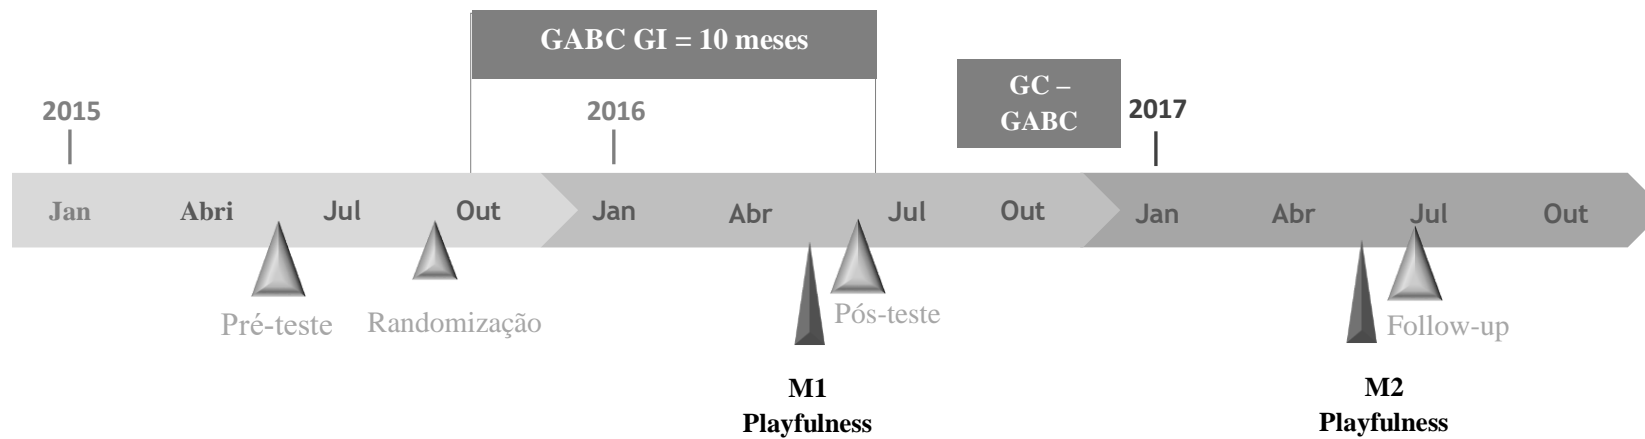 GABC GI = 10 meses
GC –
GABC
2015
2016
2017
Jan
Abri
Jul
Out
Jan
Abr
Jul
Out
Jan
Abr
Jul
Out
Pré-teste
Randomização
Pós-teste
Follow-up
M1
Playfulness
M2
Playfulness